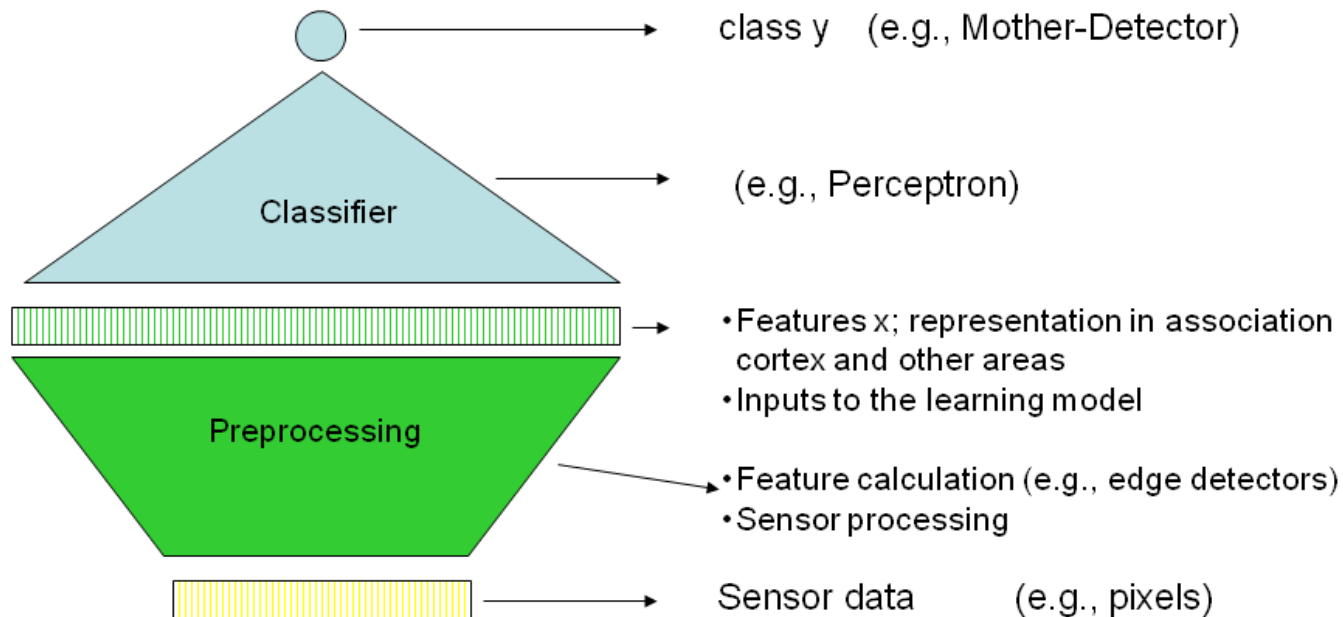 class y (e.g., Mother-Detector)
(e.g., Perceptron)
Classifier
•Features x; representation in association
cortex and other areas
•Inputs to the learning model
Preprocessing
•Feature calculation (e.g., edge detectors)
•Sensor processing
Sensor data (e.g., pixels)